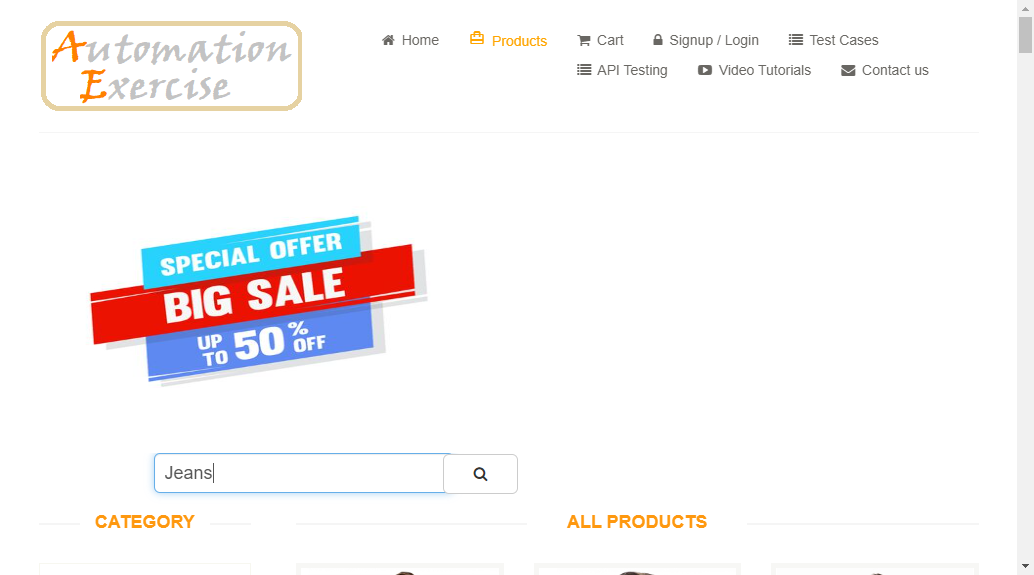 Automation
Exercise
Home
Products
Cart
Signup / Login
Test Cases
API Testing
Video Tutorials
Contact us
SPECIAL OFFER
BIG SALE
UP TO 50% OFF
Jeans
CATEGORY
ALL PRODUCTS